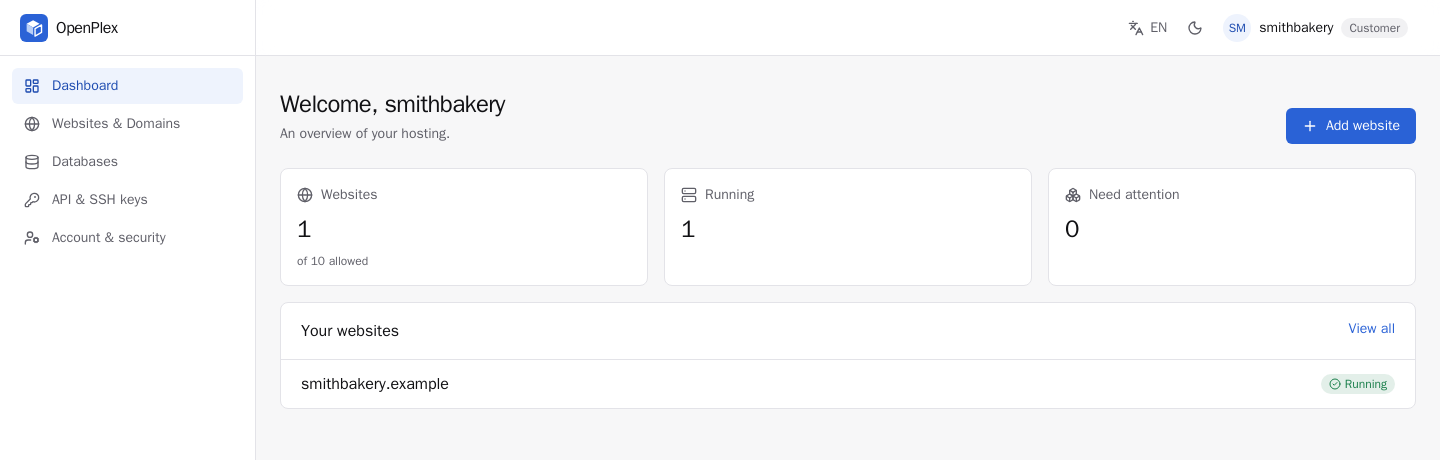 OpenPlex
EN
SM
smithbakery
Customer
Dashboard
Websites & Domains
Databases
API & SSH keys
Account & security
Welcome, smithbakery
An overview of your hosting.
Add website
Websites
1
of 10 allowed
Running
1
Need attention
0
Your websites
View all
smithbakery.example
Running